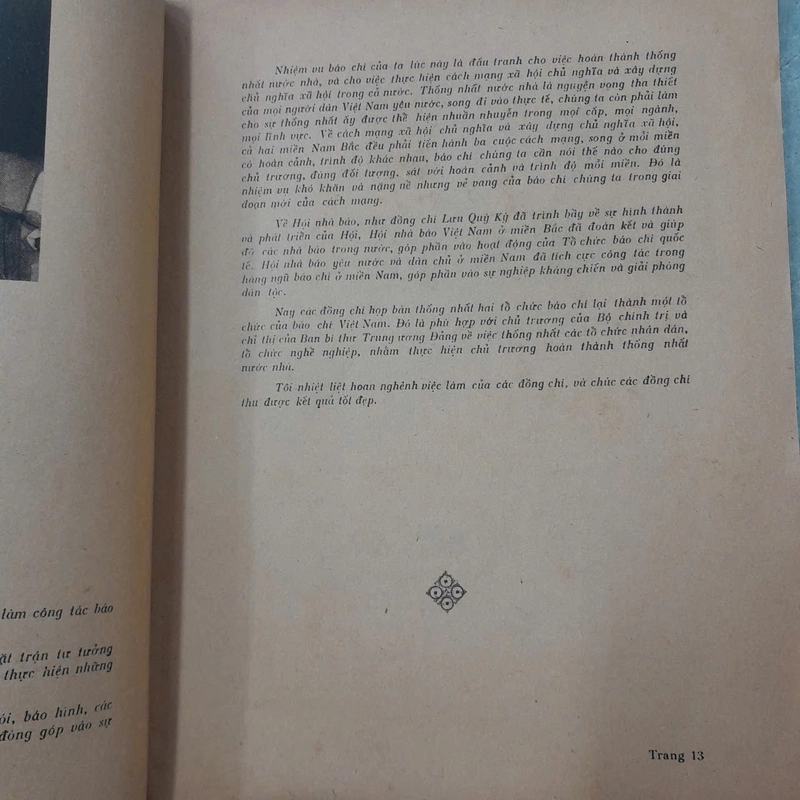 làm công tác báo
ặt trận tư tưởng
thực hiện những
ói, báo hình, các
đóng góp vào sự
Nhiệm vụ báo chí của ta lúc này là đấu tranh cho việc hoàn thành thống
nhất nước nhà, và cho việc thực hiện cách mạng xã hội chủ nghĩa và xây dựng
chủ nghĩa xã hội trong cả nước. Thống nhất nước nhà là nguyện vọng tha thiết
của mọi người dân Việt Nam yêu nước, song đi vào thực tế, chúng ta còn phải làm
cho sự thống nhất ấy được thể hiện nhuần nhuyễn trong mọi cấp, mọi ngành,
mọi lĩnh vực. Về cách mạng xã hội chủ nghĩa và xây dựng chủ nghĩa xã hội,
cả hai miền Nam Bắc đều phải tiến hành ba cuộc cách mạng, song ở mỗi miền
có hoàn cảnh, trình độ khác nhau, báo chí chúng ta cần nói thế nào cho đúng
chủ trương, đúng đối tượng, sát với hoàn cảnh và trình độ mỗi miền. Đó là
nhiệm vụ khó khăn và nặng nề nhưng vẻ vang của báo chí chúng ta trong giai
đoạn mới của cách mạng.
Về Hội nhà báo, như đồng chí Lưu Quý Kỳ đã trình bầy về sự hình thành
và phát triển của Hội, Hội nhà báo Việt Nam ở miền Bắc đã đoàn kết và giúp
đỡ các nhà báo trong nước, góp phần vào hoạt động của Tổ chức báo chí quốc
tế. Hội nhà báo yêu nước và dân chủ ở miền Nam đã tích cực công tác trong
hàng ngũ báo chí ở miền Nam, góp phần vào sự nghiệp kháng chiến và giải phóng
dân tộc.
Nay các đồng chí họp bàn thống nhất hai tổ chức báo chí lại thành một tổ
chức của báo chí Việt Nam. Đó là phù hợp với chủ trương của Bộ chính trị và
chỉ thị của Ban bí thư Trung ương Đảng về việc thống nhất các tổ chức nhân dân,
tổ chức nghề nghiệp, nhằm thực hiện chủ trương hoàn thành thống nhất
nước nhà.
Tôi nhiệt liệt hoan nghênh việc làm của các đồng chí, và chúc các đồng chí
thu được kết quả tốt đẹp.
Trang 13